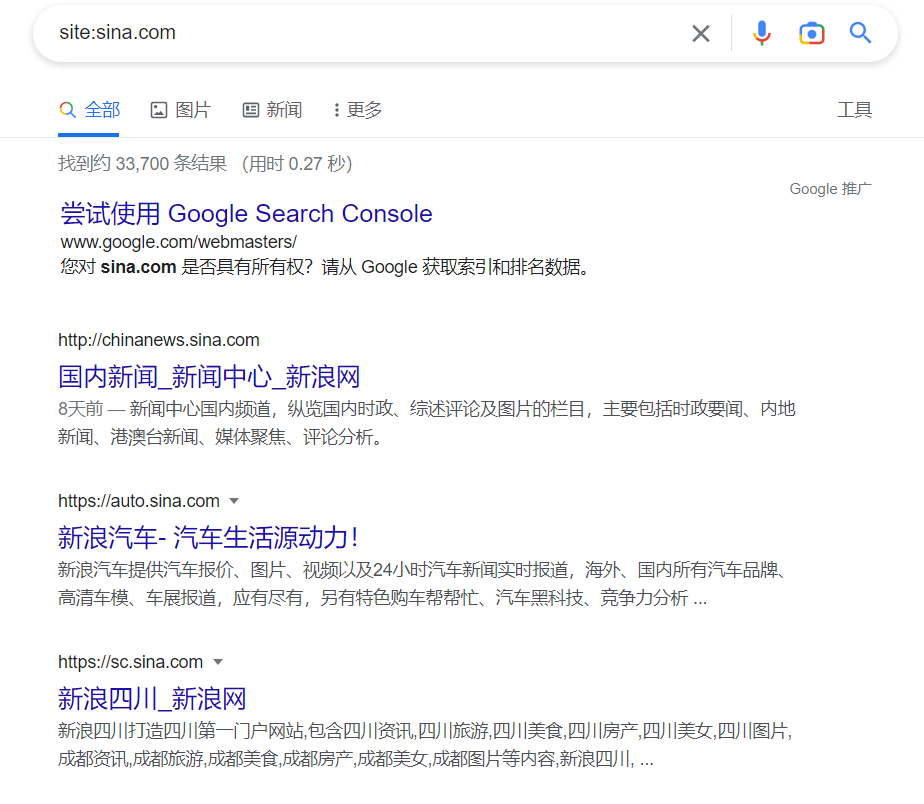 site:sina.com
全部 图片 新闻 更多 工具
找到约 33,700 条结果 （用时 0.27 秒）
Google 推广
尝试使用 Google Search Console
www.google.com/webmasters/
您对 sina.com 是否具有所有权？请从 Google 获取索引和排名数据。
http://chinanews.sina.com
国内新闻_新闻中心_新浪网
8天前 — 新闻中心国内频道，纵览国内时政、综述评论及图片的栏目，主要包括时政要闻、内地
新闻、港澳台新闻、媒体聚焦、评论分析。
https://auto.sina.com
新浪汽车- 汽车生活源动力！
新浪汽车提供汽车报价、图片、视频以及24小时汽车新闻实时报道，海外、国内所有汽车品牌、
高清车模、车展报道，应有尽有，另有特色购车帮帮忙、汽车黑科技、竞争力分析 ...
https://sc.sina.com
新浪四川_新浪网
新浪四川打造四川第一门户网站,包含四川资讯,四川旅游,四川美食,四川房产,四川美女,四川图片,
成都资讯,成都旅游,成都美食,成都房产,成都美女,成都图片等内容,新浪四川, ...